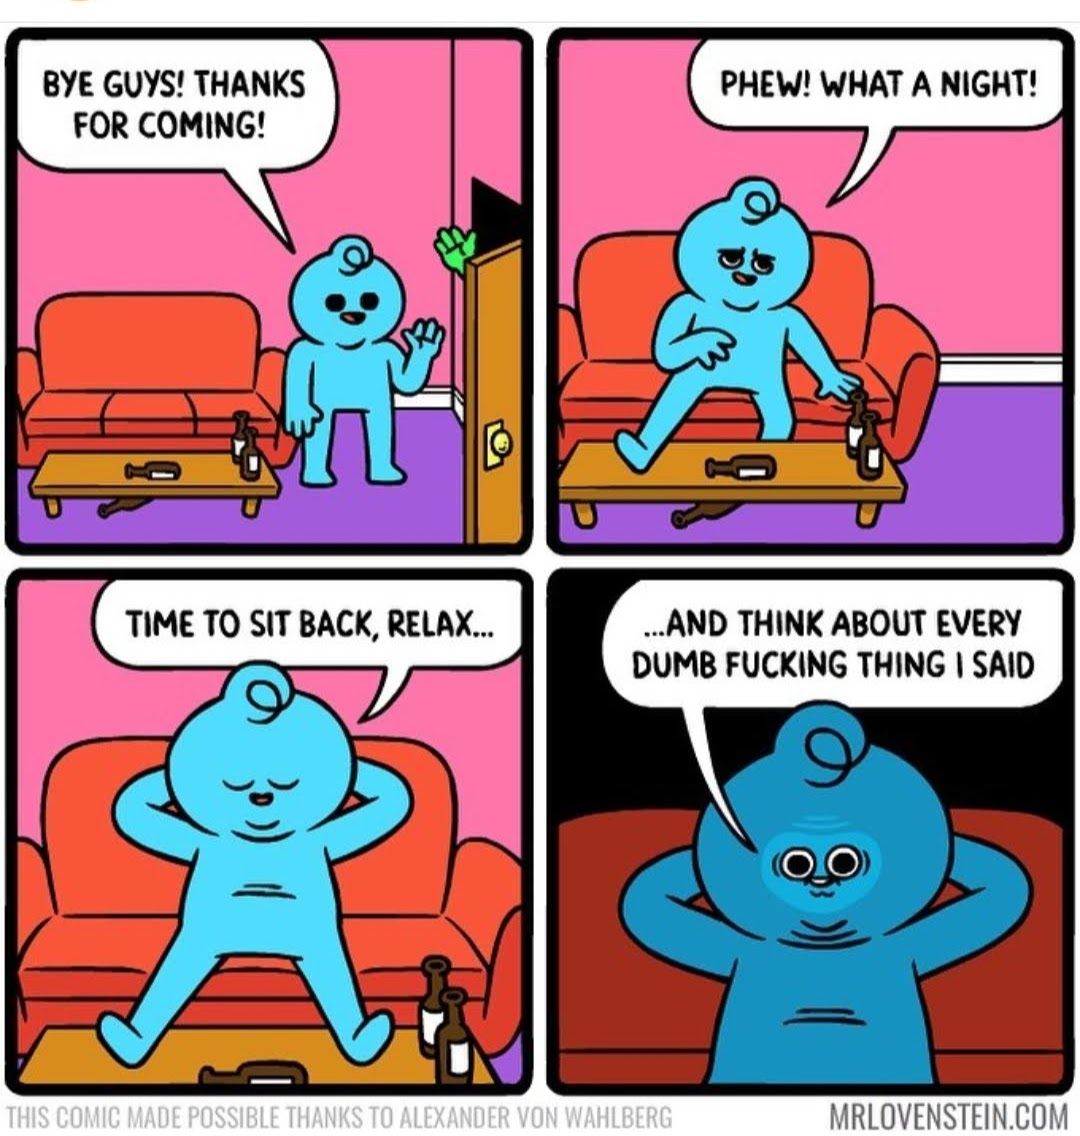 BYE GUYS! THANKS
FOR COMING!
PHEW! WHAT A NIGHT!
TIME TO SIT BACK, RELAX...
...AND THINK ABOUT EVERY
DUMB FUCKING THING I SAID
THIS COMIC MADE POSSIBLE THANKS TO ALEXANDER VON WAHLBERG
MRLOVENSTEIN.COM